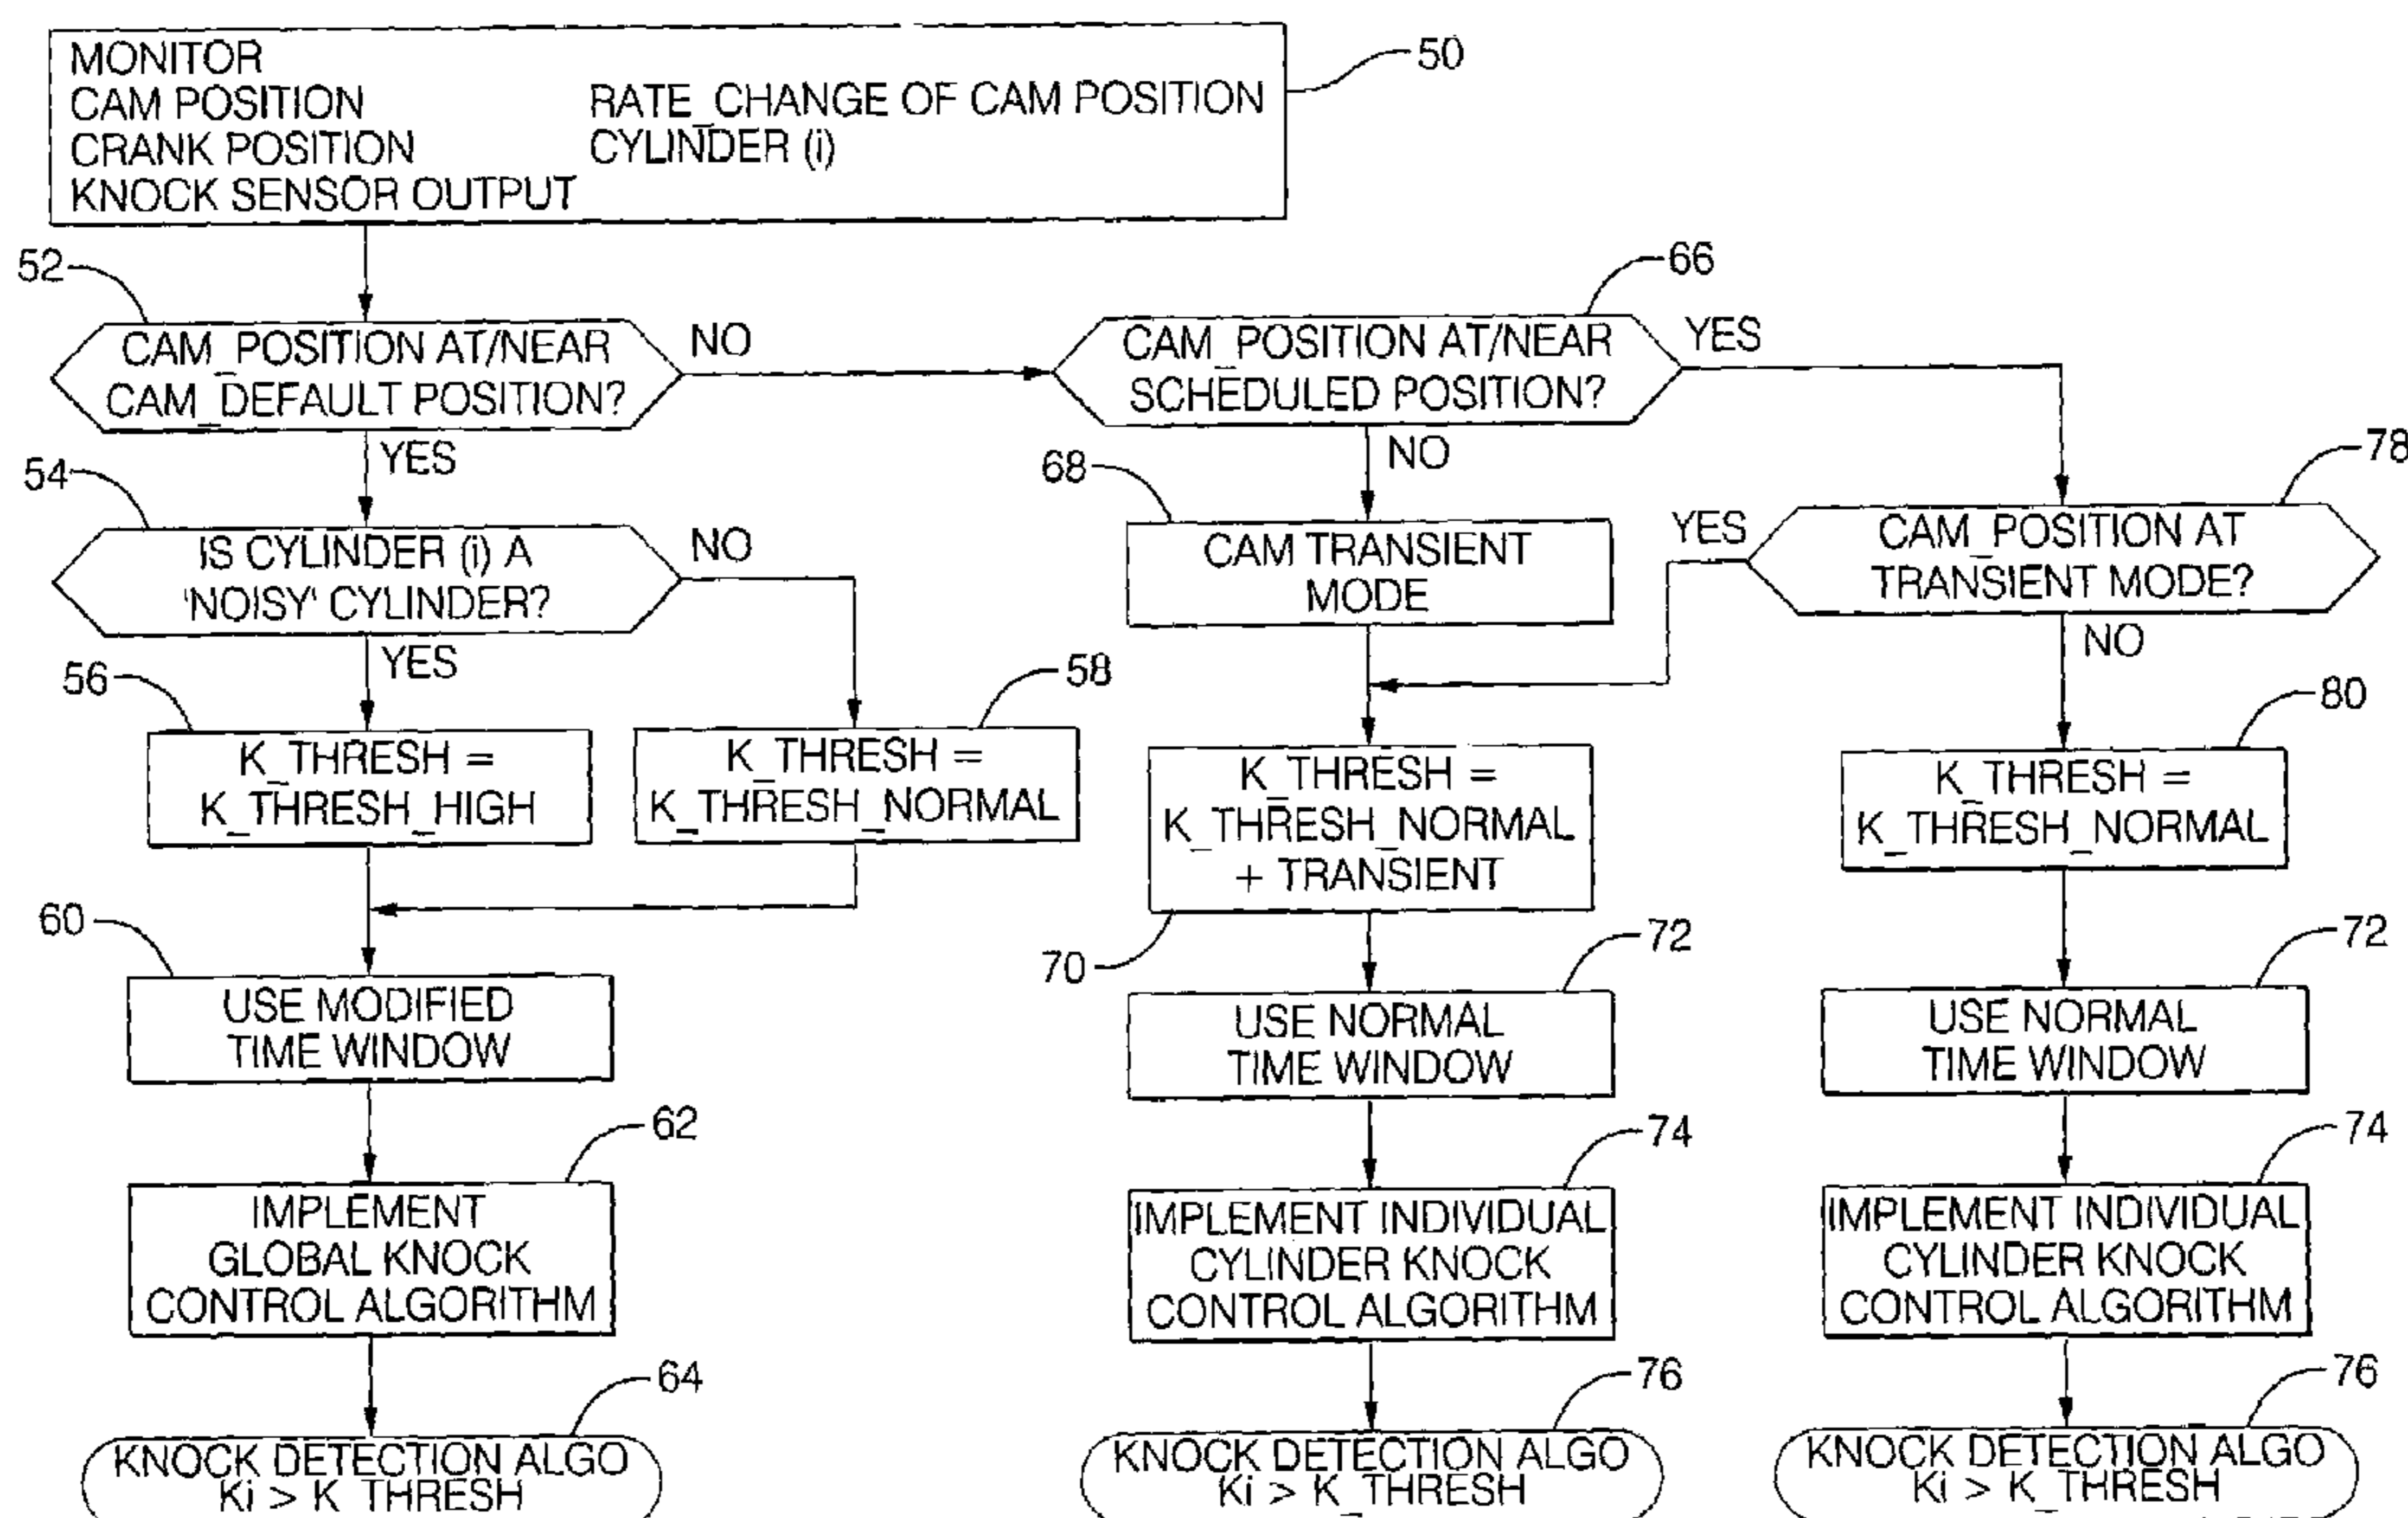 MONITOR
CAM POSITION RATE_CHANGE OF CAM POSITION
CRANK POSITION CYLINDER (i)
KNOCK SENSOR OUTPUT
50
52
CAM_POSITION AT/NEAR
CAM_DEFAULT POSITION?
NO
YES
66
CAM_POSITION AT/NEAR
SCHEDULED POSITION?
YES
NO
54
IS CYLINDER (i) A
'NOISY' CYLINDER?
NO
YES
68
CAM TRANSIENT
MODE
78
CAM_POSITION AT
TRANSIENT MODE?
YES
NO
56
K_THRESH =
K_THRESH_HIGH
58
K_THRESH =
K_THRESH_NORMAL
70
K_THRESH =
K_THRESH_NORMAL
+ TRANSIENT
80
K_THRESH =
K_THRESH_NORMAL
60
USE MODIFIED
TIME WINDOW
72
USE NORMAL
TIME WINDOW
72
USE NORMAL
TIME WINDOW
62
IMPLEMENT
GLOBAL KNOCK
CONTROL ALGORITHM
74
IMPLEMENT INDIVIDUAL
CYLINDER KNOCK
CONTROL ALGORITHM
74
IMPLEMENT INDIVIDUAL
CYLINDER KNOCK
CONTROL ALGORITHM
64
KNOCK DETECTION ALGO
Ki > K_THRESH
76
KNOCK DETECTION ALGO
Ki > K_THRESH
76
KNOCK DETECTION ALGO
Ki > K_THRESH